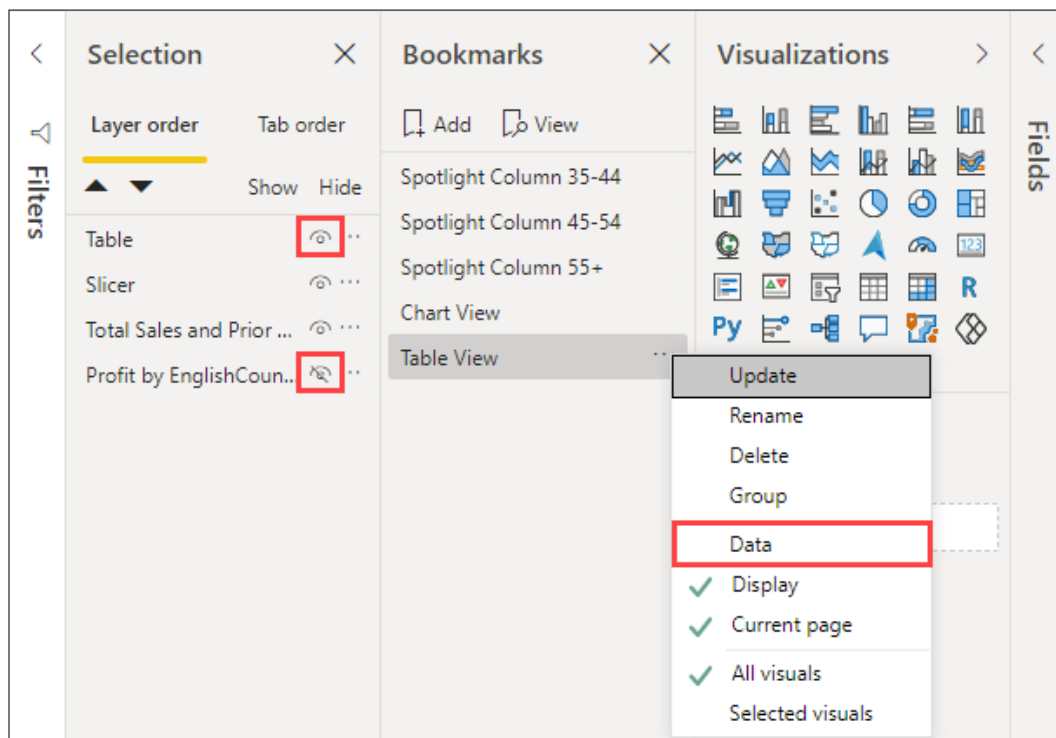 Selection
Bookmarks
Visualizations
Filters
Fields
Layer order
Tab order
Show
Hide
Table
Slicer
Total Sales and Prior ...
Profit by EnglishCoun...
Add
View
Spotlight Column 35-44
Spotlight Column 45-54
Spotlight Column 55+
Chart View
Table View
123
R
Py
Update
Rename
Delete
Group
Data
Display
Current page
All visuals
Selected visuals